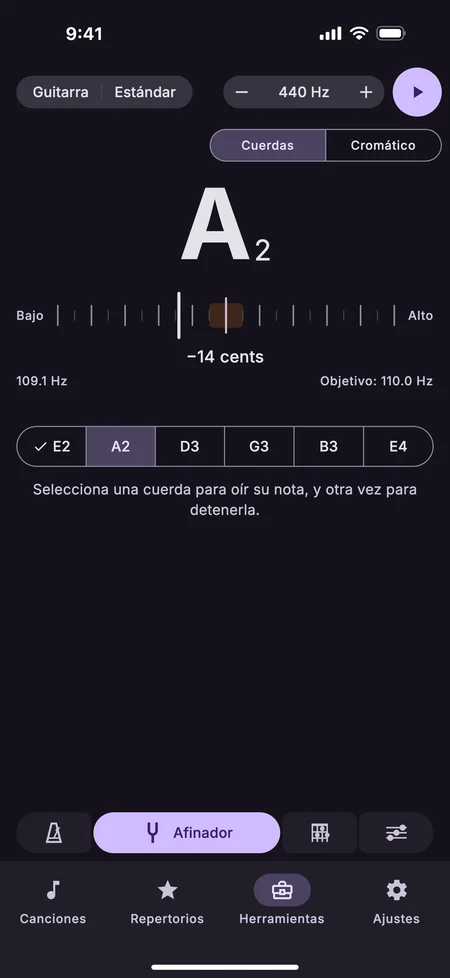 9:41
Guitarra Estándar − 440 Hz +
Cuerdas Cromático
A2
Bajo Alto
−14 cents
109.1 Hz Objetivo: 110.0 Hz
✓ E2 A2 D3 G3 B3 E4
Selecciona una cuerda para oír su nota, y otra vez para
detenerla.
Afinador
Canciones Repertorios Herramientas Ajustes